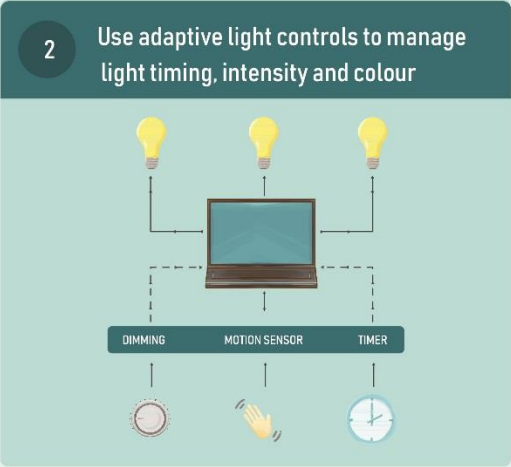 2
Use adaptive light controls to manage
light timing, intensity and colour
DIMMING MOTION SENSOR TIMER